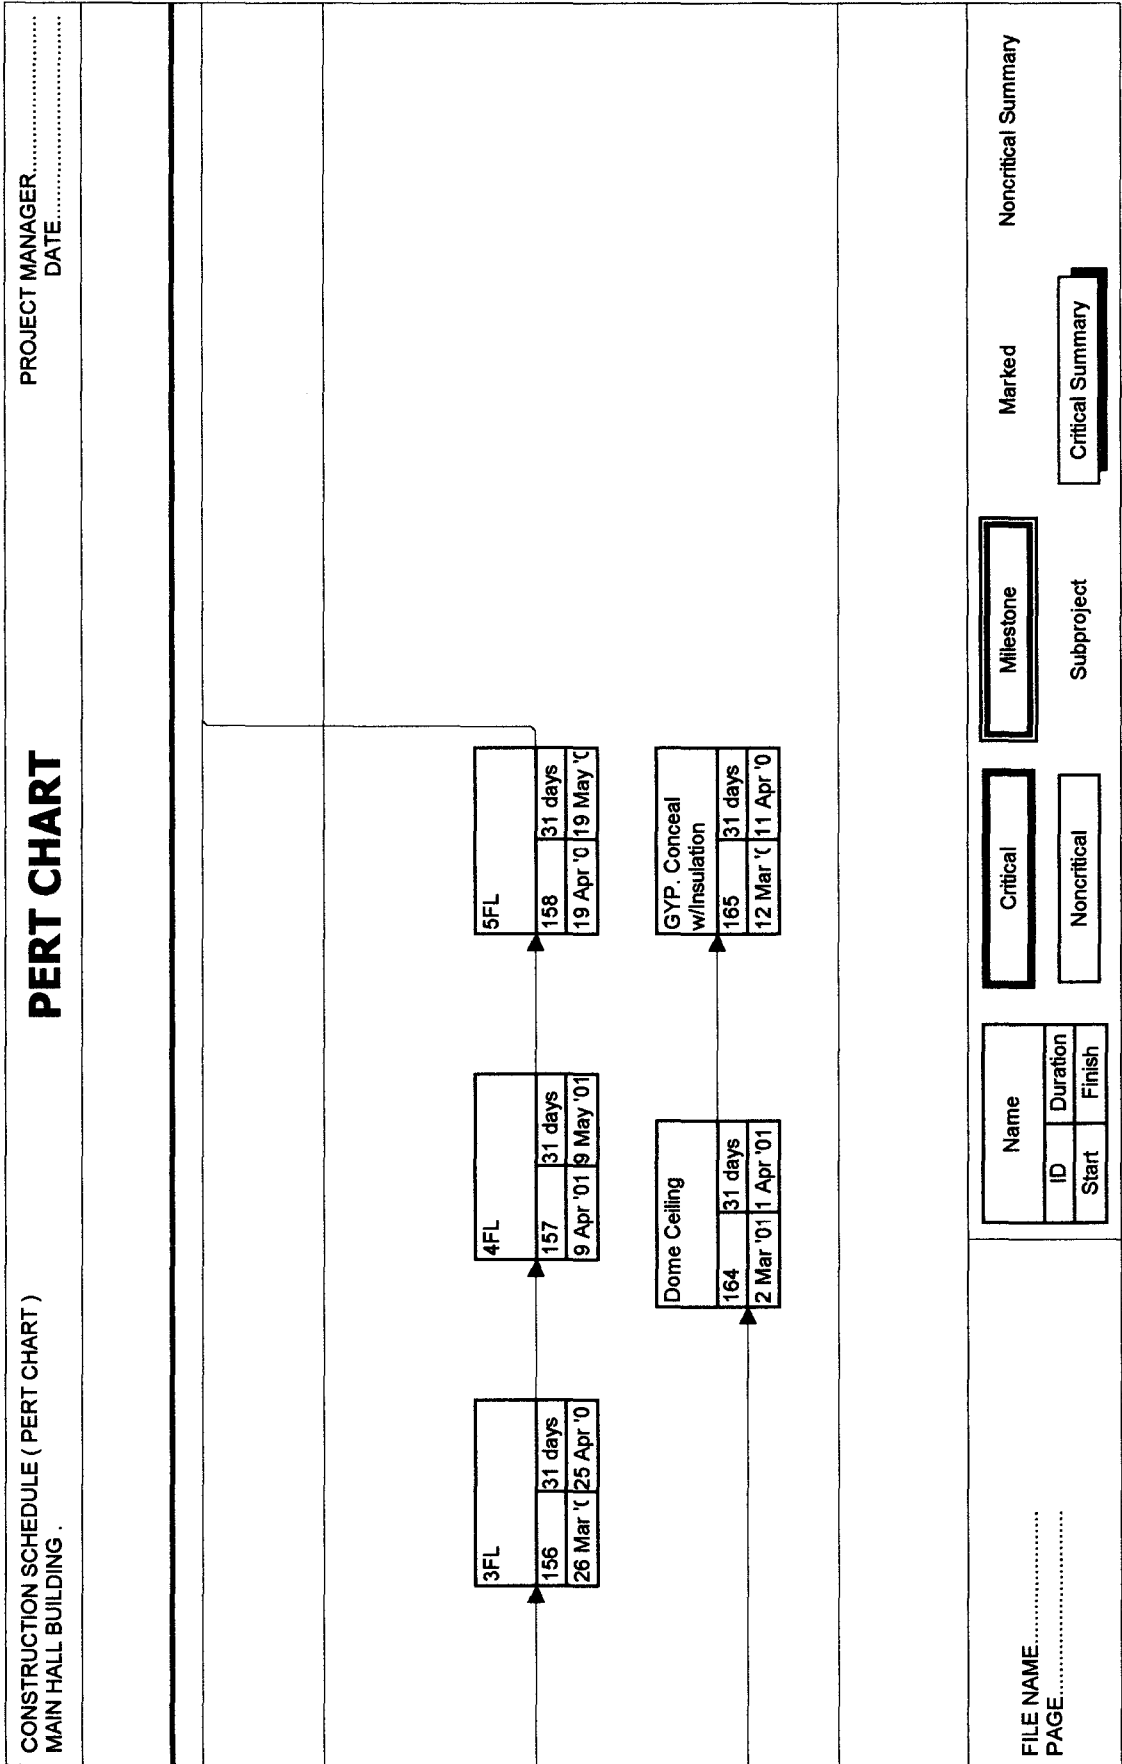 CONSTRUCTION SCHEDULE ( PERT CHART )
MAIN HALL BUILDING .
PERT CHART
PROJECT MANAGER..............................
DATE..............................
3FL
156 31 days
26 Mar '0 25 Apr '0
4FL
157 31 days
9 Apr '01 9 May '01
5FL
158 31 days
19 Apr '0 19 May '0
Dome Ceiling
164 31 days
2 Mar '01 1 Apr '01
GYP. Conceal
w/Insulation
165 31 days
12 Mar '0 11 Apr '0
FILE NAME..............................
PAGE..............................
Name
ID Duration
Start Finish
Critical
Noncritical
Milestone
Subproject
Marked
Critical Summary
Noncritical Summary